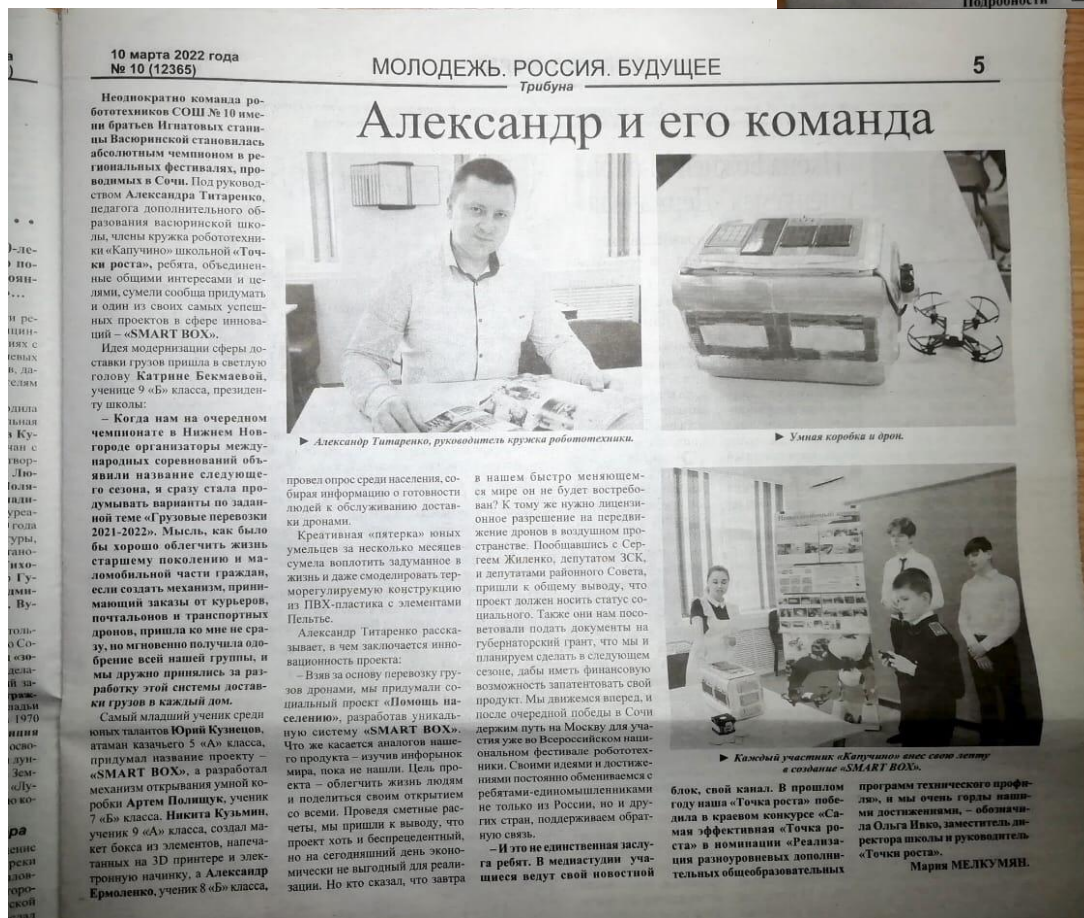 Подробности
10 марта 2022 года
№ 10 (12365)
МОЛОДЕЖЬ. РОССИЯ. БУДУЩЕЕ
5
Трибуна
Александр и его команда
Неоднократно команда ро-
бототехников СОШ № 10 име-
ни братьев Игнатовых стани-
цы Васюринской становилась
абсолютным чемпионом в ре-
гиональных фестивалях, про-
водимых в Сочи. Под руковод-
ством Александра Титаренко,
педагога дополнительного об-
разования васюринской шко-
лы, члены кружка робототехни-
ки «Капучино» школьной «Точ-
ки роста», ребята, объединен-
ные общими интересами и це-
лями, сумели сообща придумать
и один из своих самых успеш-
ных проектов в сфере иннова-
ций – «SMART BOX».
Идея модернизации сферы до-
ставки грузов пришла в светлую
голову Катрине Бекмаевой,
ученице 9 «Б» класса, президен-
ту школы:
– Когда нам на очередном
чемпионате в Нижнем Нов-
городе организаторы между-
народных соревнований объ-
явили название следующе-
го сезона, я сразу стала про-
думывать варианты по задан-
ной теме «Грузовые перевозки
2021-2022». Мысль, как было
бы хорошо облегчить жизнь
старшему поколению и ма-
ломобильной части граждан,
если создать механизм, прини-
мающий заказы от курьеров,
почтальонов и транспортных
дронов, пришла ко мне не сра-
зу, но мгновенно получила одо-
брение всей нашей группы, и
мы дружно принялись за раз-
работку этой системы достав-
ки грузов в каждый дом.
Самый младший ученик среди
юных талантов Юрий Кузнецов,
атаман казачьего 5 «А» класса,
придумал название проекту –
«SMART BOX», а разработал
механизм открывания умной ко-
робки Артем Полищук, ученик
7 «Б» класса. Никита Кузьмин,
ученик 9 «А» класса, создал ма-
кет бокса из элементов, напеча-
танных на 3D принтере и элек-
тронную начинку, а Александр
Ермоленко, ученик 8 «Б» класса,
► Александр Титаренко, руководитель кружка робототехники.
► Умная коробка и дрон.
провел опрос среди населения, со-
бирая информацию о готовности
людей к обслуживанию достав-
ки дронами.
Креативная «пятерка» юных
умельцев за несколько месяцев
сумела воплотить задуманное в
жизнь и даже смоделировать тер-
морегулируемую конструкцию
из ПВХ-пластика с элементами
Пельтье.
Александр Титаренко расска-
зывает, в чем заключается инно-
вационность проекта:
– Взяв за основу перевозку гру-
зов дронами, мы придумали со-
циальный проект «Помощь на-
селению», разработав уникаль-
ную систему «SMART BOX».
Что же касается аналогов наше-
го продукта – изучив инфорынок
мира, пока не нашли. Цель про-
екта – облегчить жизнь людям
и поделиться своим открытием
со всеми. Проведя сметные рас-
четы, мы пришли к выводу, что
проект хоть и беспрецедентный,
но на сегодняшний день эконо-
мически не выгодный для реали-
зации. Но кто сказал, что завтра
в нашем быстро меняющем-
ся мире он не будет востребо-
ван? К тому же нужно лицензи-
онное разрешение на передви-
жение дронов в воздушном про-
странстве. Пообщавшись с Сер-
геем Жиленко, депутатом ЗСК,
и депутатами районного Совета,
пришли к общему выводу, что
проект должен носить статус со-
циального. Также они нам посо-
ветовали подать документы на
губернаторский грант, что мы и
планируем сделать в следующем
сезоне, дабы иметь финансовую
возможность запатентовать свой
продукт. Мы движемся вперед, и
после очередной победы в Сочи
держим путь на Москву для уча-
стия уже во Всероссийском наци-
ональном фестивале робототех-
ники. Своими идеями и достиже-
ниями постоянно обмениваемся с
ребятами-единомышленниками
не только из России, но и дру-
гих стран, поддерживаем обрат-
ную связь.
– И это не единственная заслу-
га ребят. В медиастудии уча-
щиеся ведут свой новостной
► Каждый участник «Капучино» внес свою лепту
в создание «SMART BOX».
блок, свой канал. В прошлом
году наша «Точка роста» побе-
дила в краевом конкурсе «Са-
мая эффективная «Точка ро-
ста» в номинации «Реализа-
ция разноуровневых дополни-
тельных общеобразовательных
программ технического профи-
ля», и мы очень горды наши-
ми достижениями, – обозначи-
ла Ольга Ивко, заместитель ди-
ректора школы и руководитель
«Точки роста».
Мария МЕЛКУМЯН.